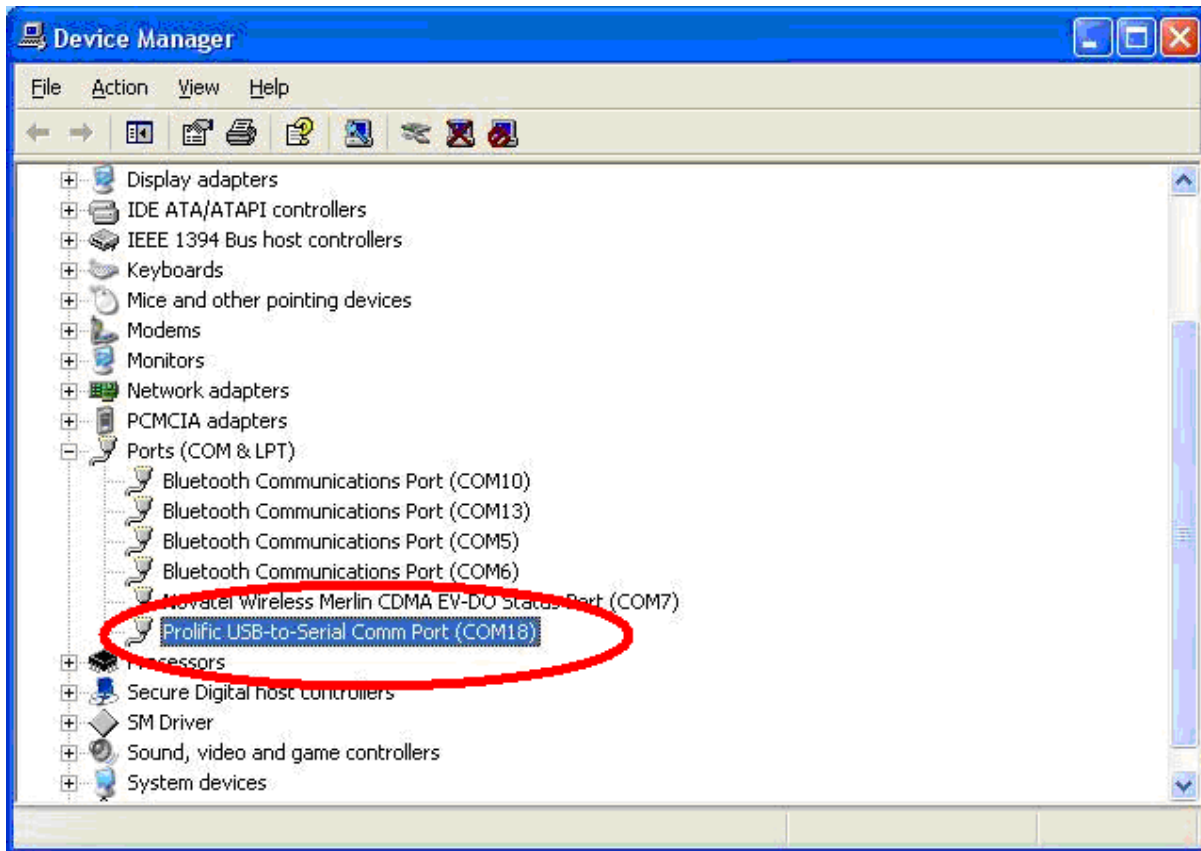 Device Manager
File Action View Help
Display adapters
IDE ATA/ATAPI controllers
IEEE 1394 Bus host controllers
Keyboards
Mice and other pointing devices
Modems
Monitors
Network adapters
PCMCIA adapters
Ports (COM & LPT)
Bluetooth Communications Port (COM10)
Bluetooth Communications Port (COM13)
Bluetooth Communications Port (COM5)
Bluetooth Communications Port (COM6)
Novatel Wireless Merlin CDMA EV-DO Status Port (COM7)
Prolific USB-to-Serial Comm Port (COM18)
Processors
Secure Digital host controllers
SM Driver
Sound, video and game controllers
System devices